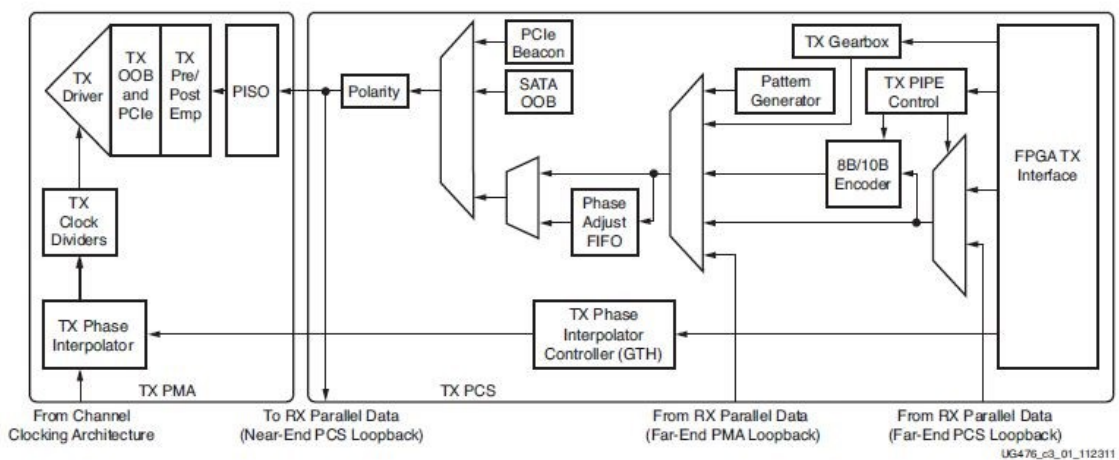 TX
Driver
TX
OOB
and
PCIe
TX
Pre/
Post
Emp
PISO
Polarity
PCIe
Beacon
SATA
OOB
TX Gearbox
Pattern
Generator
TX PIPE
Control
FPGA TX
Interface
8B/10B
Encoder
TX
Clock
Dividers
Phase
Adjust
FIFO
TX Phase
Interpolator
TX Phase
Interpolator
Controller (GTH)
TX PMA
TX PCS
From Channel
Clocking Architecture
To RX Parallel Data
(Near-End PCS Loopback)
From RX Parallel Data
(Far-End PMA Loopback)
From RX Parallel Data
(Far-End PCS Loopback)
UG476_c3_01_112311